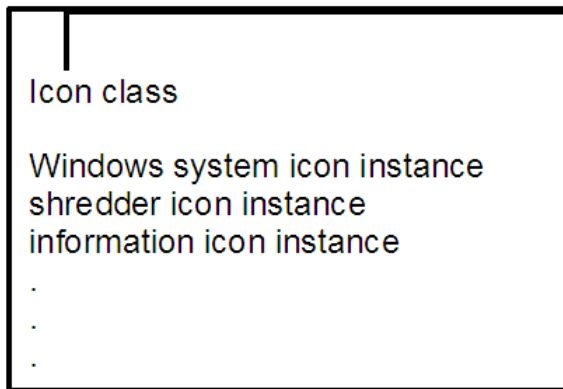 Icon class
Windows system icon instance
shredder icon instance
information icon instance
.
.
.